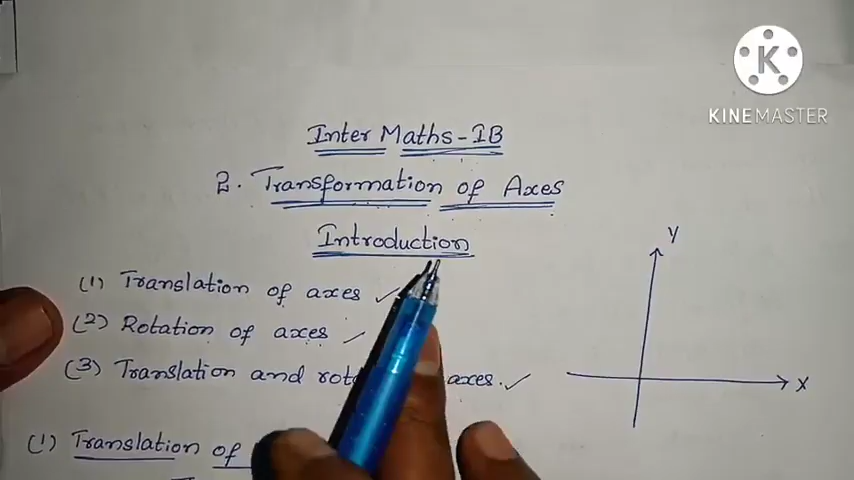 K
KINEMASTER
Inter Maths-IB
2. Transformation of Axes
Introduction
(1) Translation of axes ✓
(2) Rotation of axes ✓
(3) Translation and axes. ✓
Y
X
(1) Translation of